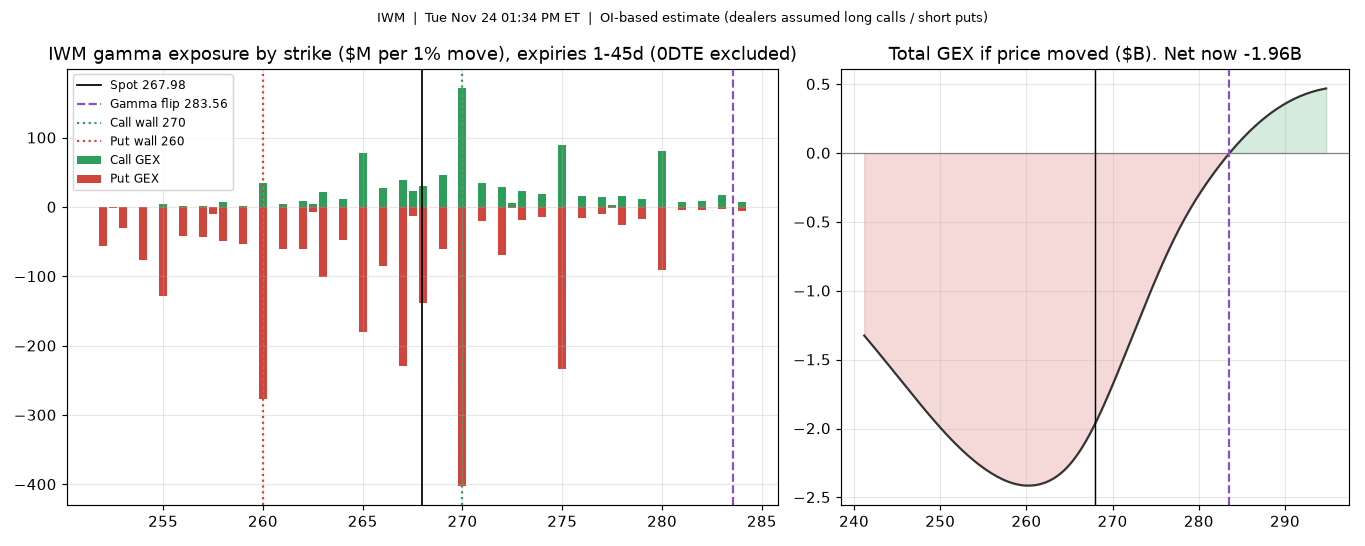 IWM | Tue Nov 24 01:34 PM ET | OI-based estimate (dealers assumed long calls / short puts)
IWM gamma exposure by strike ($M per 1% move), expiries 1-45d (0DTE excluded)
Spot 267.98
Gamma flip 283.56
Call wall 270
Put wall 260
Call GEX
Put GEX
100
0
−100
−200
−300
−400
255 260 265 270 275 280 285
Total GEX if price moved ($B). Net now -1.96B
0.5
0.0
−0.5
−1.0
−1.5
−2.0
−2.5
240 250 260 270 280 290